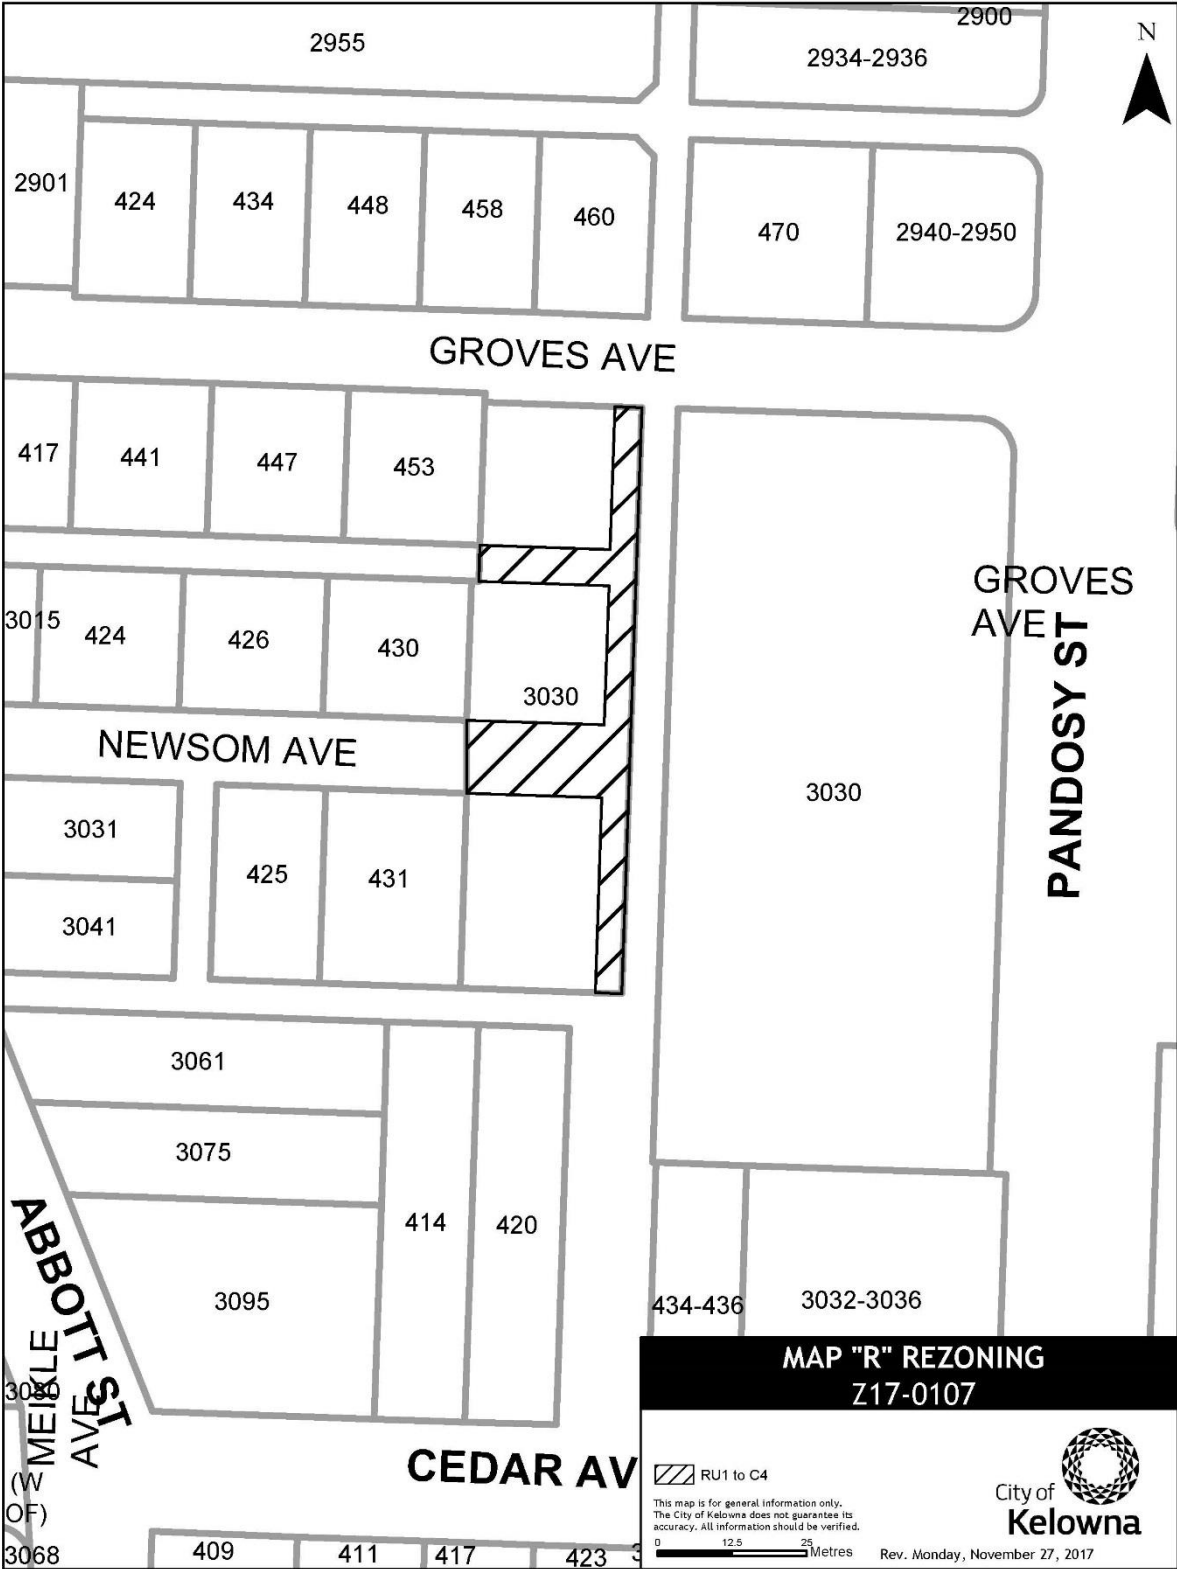 2955
2900
2934-2936
N
2901
424
434
448
458
460
470
2940-2950
GROVES AVE
417
441
447
453
GROVES
AVE
3015
424
426
430
3030
PANDOSY ST
NEWSOM AVE
3030
3031
425
431
3041
3061
3075
414
420
3095
434-436
3032-3036
ABBOTT ST
MEIKLE
AVE
3080
(W
OF)
3068
CEDAR AV
409
411
417
423
MAP "R" REZONING
Z17-0107
RU1 to C4
This map is for general information only.
The City of Kelowna does not guarantee its
accuracy. All information should be verified.
0 12.5 25
Metres
City of
Kelowna
Rev. Monday, November 27, 2017